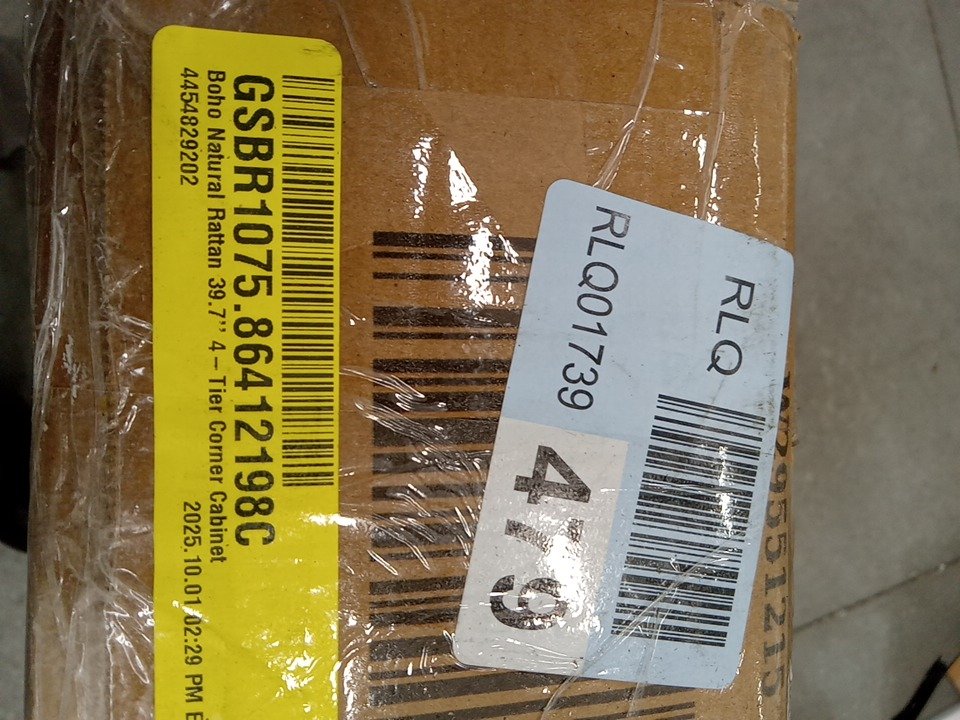 GSBR1075.86412198C
Boho Natural Rattan 39.7” 4 – Tier Corner Cabinet
4454829202
2025.10.01 02:29 PM E
RLQ
RLQ01739
479